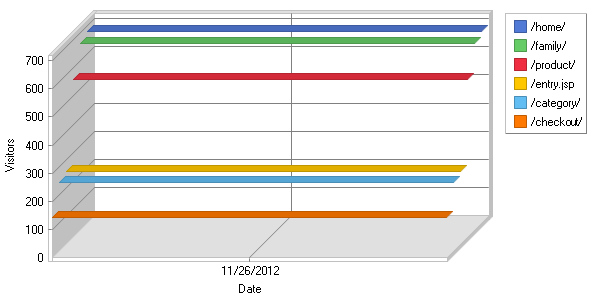 700
600
500
400
300
200
100
0
Visitors
11/26/2012
Date
/home/
/family/
/product/
/entry.jsp
/category/
/checkout/